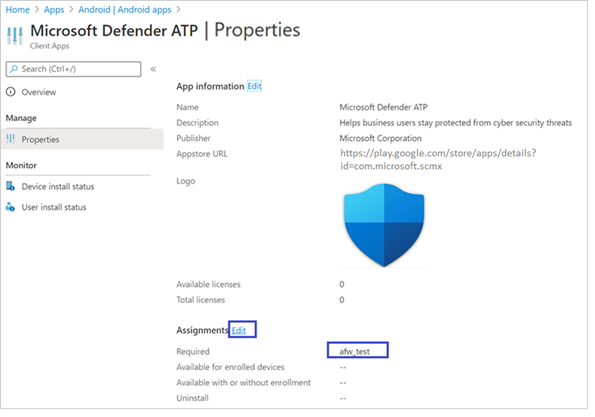 Home > Apps > Android | Android apps >
Microsoft Defender ATP | Properties
Client Apps
Search (Ctrl+/)
«
Overview
Manage
Properties
Monitor
Device install status
User install status
App information Edit
Name Microsoft Defender ATP
Description Helps business users stay protected from cyber security threats
Publisher Microsoft Corporation
Appstore URL https://play.google.com/store/apps/details?
id=com.microsoft.scmx
Logo
Available licenses 0
Total licenses 0
Assignments Edit
Required afw_test
Available for enrolled devices --
Available with or without enrollment --
Uninstall --